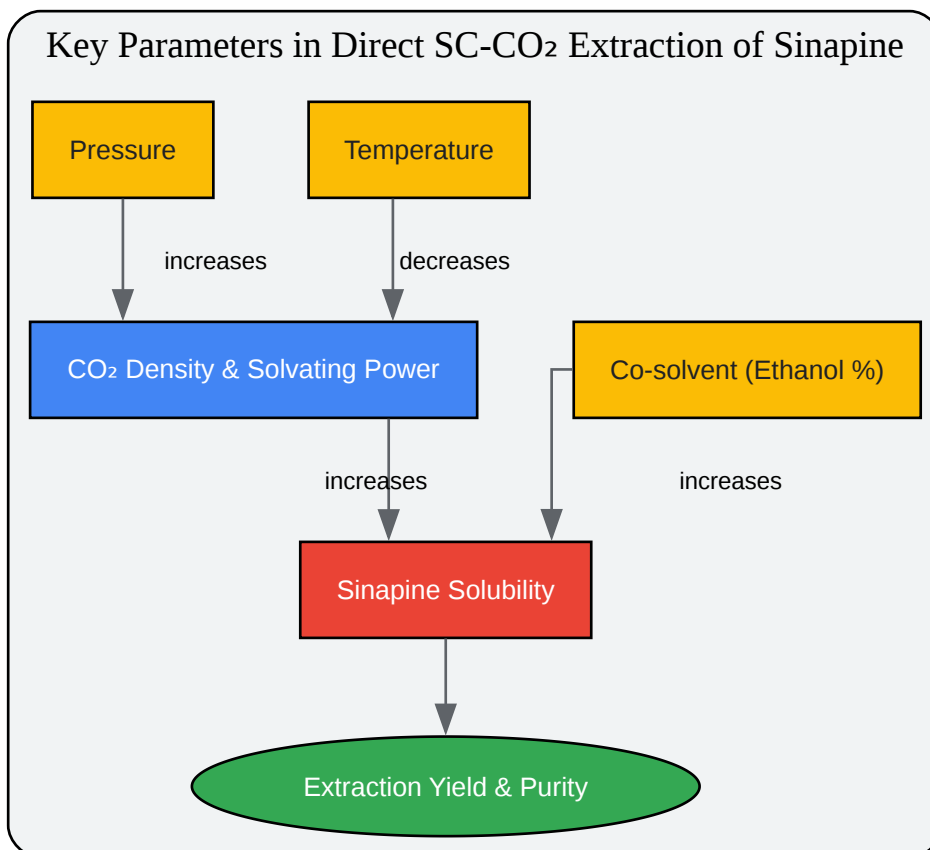 Key Parameters in Direct SC-CO₂ Extraction of Sinapine
Pressure
Temperature
increases
decreases
CO₂ Density & Solvating Power
Co-solvent (Ethanol %)
increases
increases
Sinapine Solubility
Extraction Yield & Purity